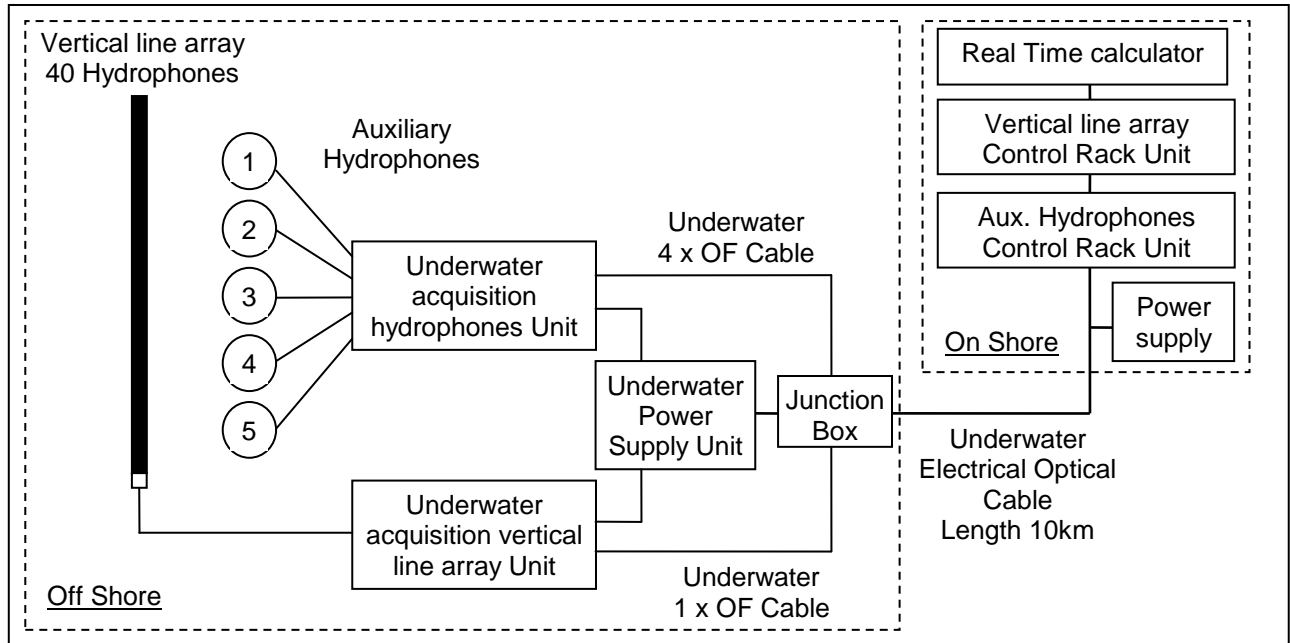 Vertical line array
40 Hydrophones
Auxiliary
Hydrophones
1
2
3
4
5
Underwater
acquisition
hydrophones Unit
Underwater
4 x OF Cable
Underwater
Power
Supply Unit
Junction
Box
Underwater
acquisition vertical
line array Unit
Underwater
1 x OF Cable
Off Shore
Real Time calculator
Vertical line array
Control Rack Unit
Aux. Hydrophones
Control Rack Unit
Power
supply
On Shore
Underwater
Electrical Optical
Cable
Length 10km